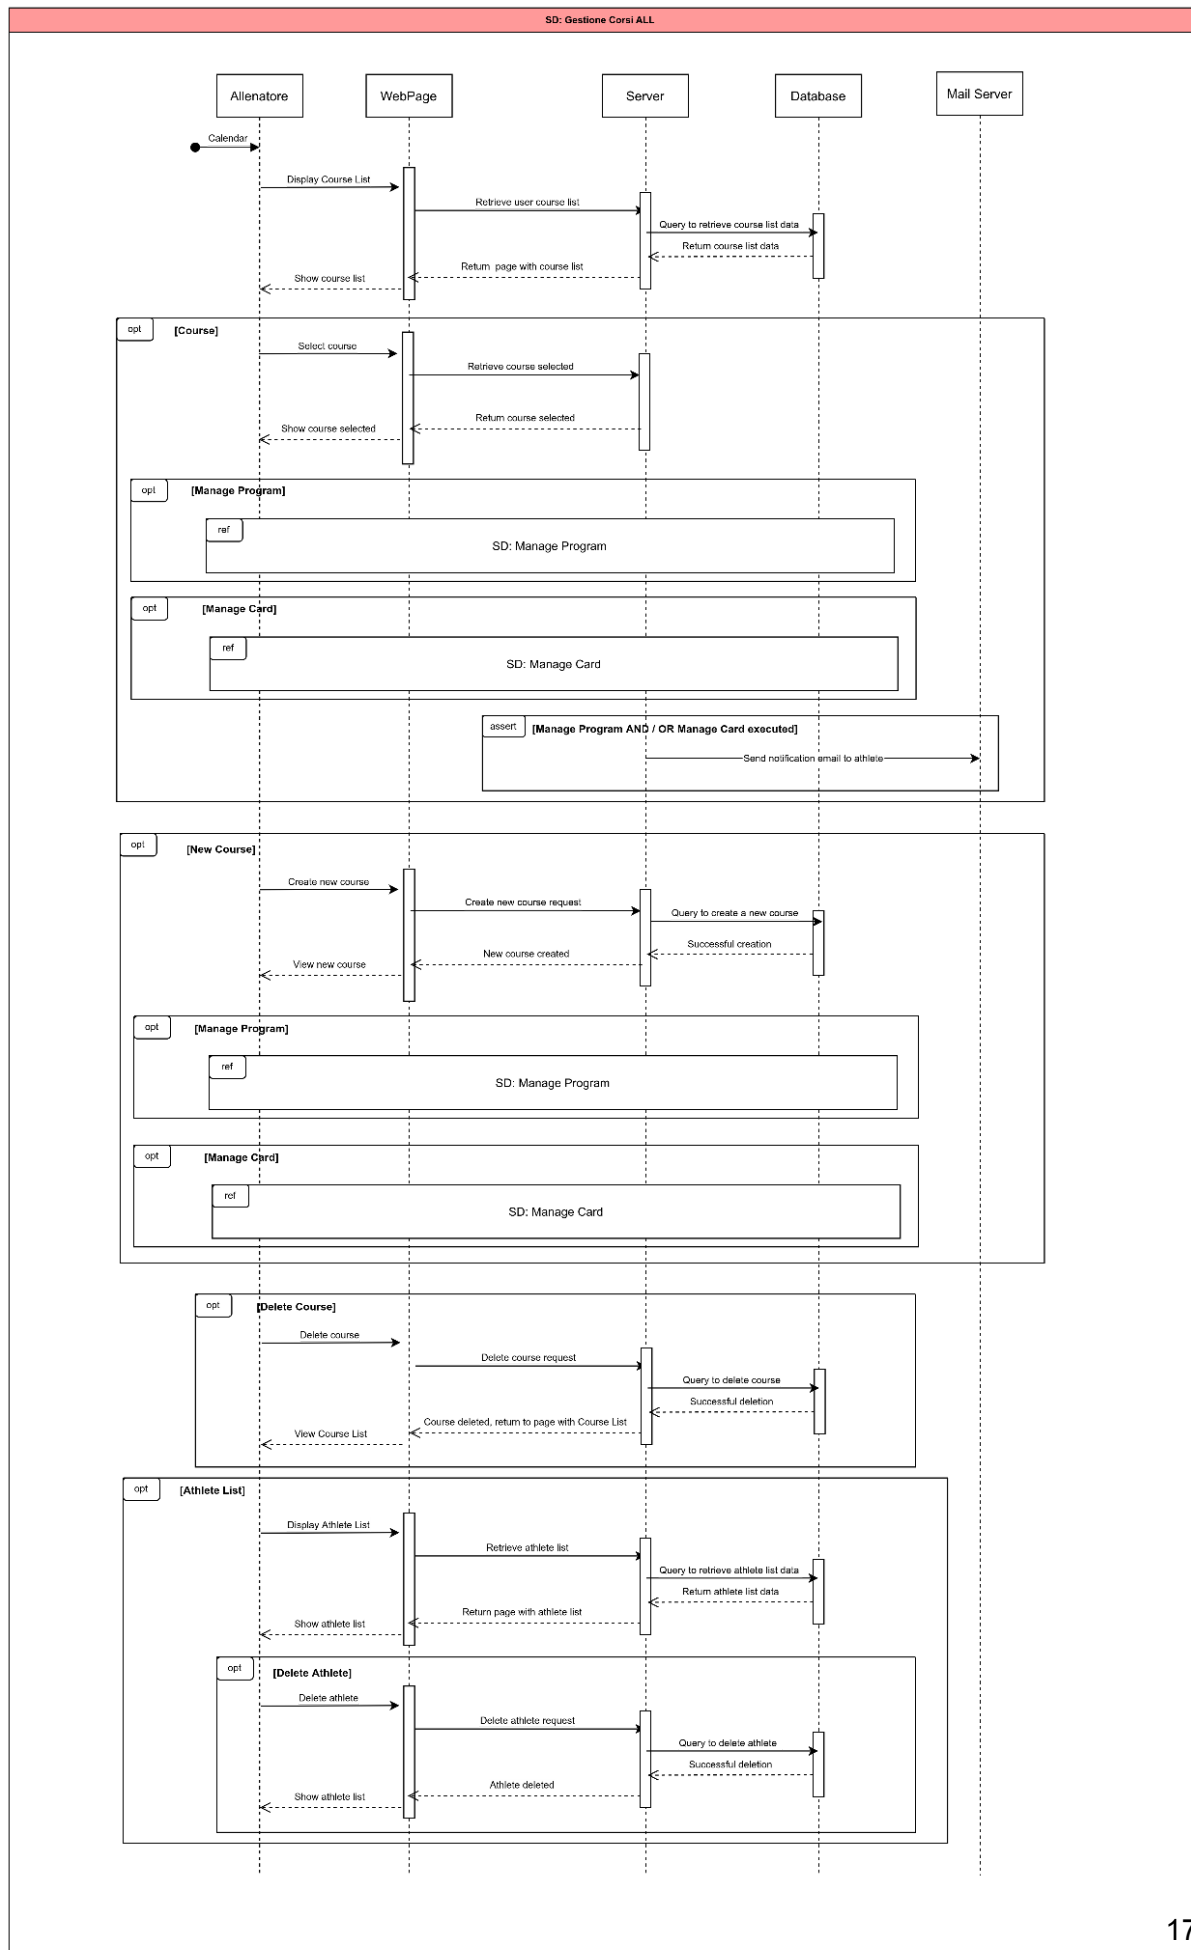 SD: Gestione Corsi ALL
Allenatore
WebPage
Server
Database
Mail Server
Calendar
Display Course List
Retrieve user course list
Query to retrieve course list data
Return course list data
Return page with course list
Show course list
opt
[Course]
Select course
Retrieve course selected
Return course selected
Show course selected
opt
[Manage Program]
ref
SD: Manage Program
opt
[Manage Card]
ref
SD: Manage Card
assert
[Manage Program AND / OR Manage Card executed]
Send notification email to athlete
opt
[New Course]
Create new course
Create new course request
Query to create a new course
Successful creation
New course created
View new course
opt
[Manage Program]
ref
SD: Manage Program
opt
[Manage Card]
ref
SD: Manage Card
opt
[Delete Course]
Delete course
Delete course request
Query to delete course
Successful deletion
Course deleted, return to page with Course List
View Course List
opt
[Athlete List]
Display Athlete List
Retrieve athlete list
Query to retrieve athlete list data
Return athlete list data
Return page with athlete list
Show athlete list
opt
[Delete Athlete]
Delete athlete
Delete athlete request
Query to delete athlete
Successful deletion
Athlete deleted
Show athlete list
17